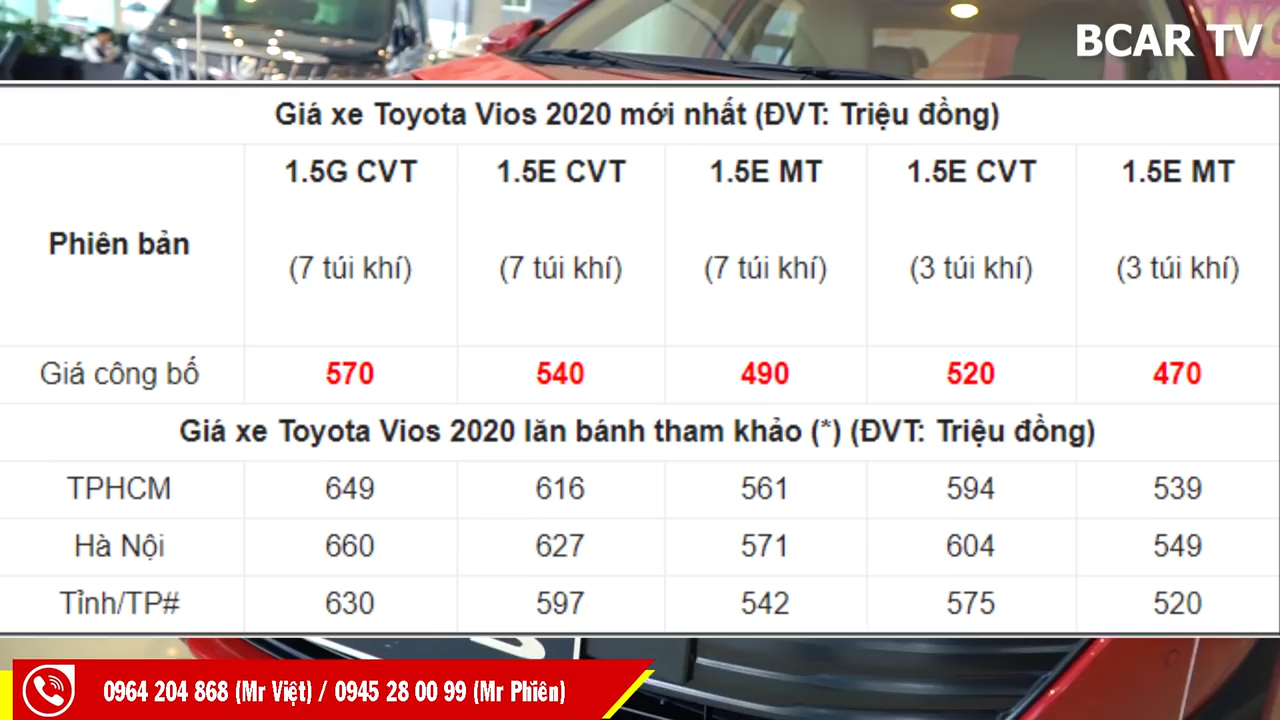 BCAR TV
Giá xe Toyota Vios 2020 mới nhất (ĐVT: Triệu đồng)
Phiên bản
1.5G CVT 1.5E CVT 1.5E MT 1.5E CVT 1.5E MT
(7 túi khí) (7 túi khí) (7 túi khí) (3 túi khí) (3 túi khí)
Giá công bố 570 540 490 520 470
Giá xe Toyota Vios 2020 lăn bánh tham khảo (*) (ĐVT: Triệu đồng)
TPHCM 649 616 561 594 539
Hà Nội 660 627 571 604 549
Tỉnh/TP# 630 597 542 575 520
0964 204 868 (Mr Việt) / 0945 28 00 99 (Mr Phiên)